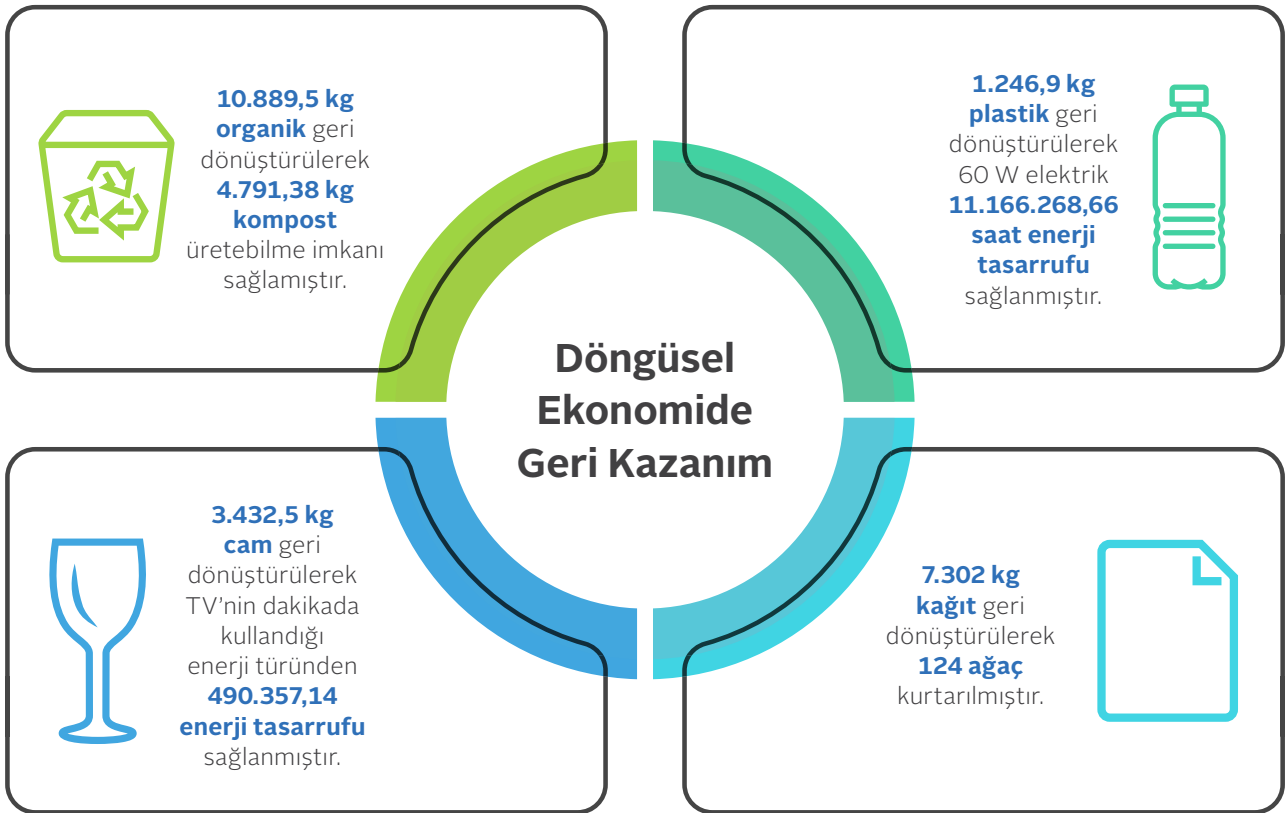 10.889,5 kg
organik geri
dönüştürülerek
4.791,38 kg
kompost
üretebilme imkanı
sağlamıştır.
1.246,9 kg
plastik geri
dönüştürülerek
60 W elektrik
11.166.268,66
saat enerji
tasarrufu
sağlanmıştır.
Döngüsel
Ekonomide
Geri Kazanım
3.432,5 kg
cam geri
dönüştürülerek
TV’nin dakikada
kullandığı
enerji türünden
490.357,14
enerji tasarrufu
sağlanmıştır.
7.302 kg
kağıt geri
dönüştürülerek
124 ağaç
kurtarılmıştır.